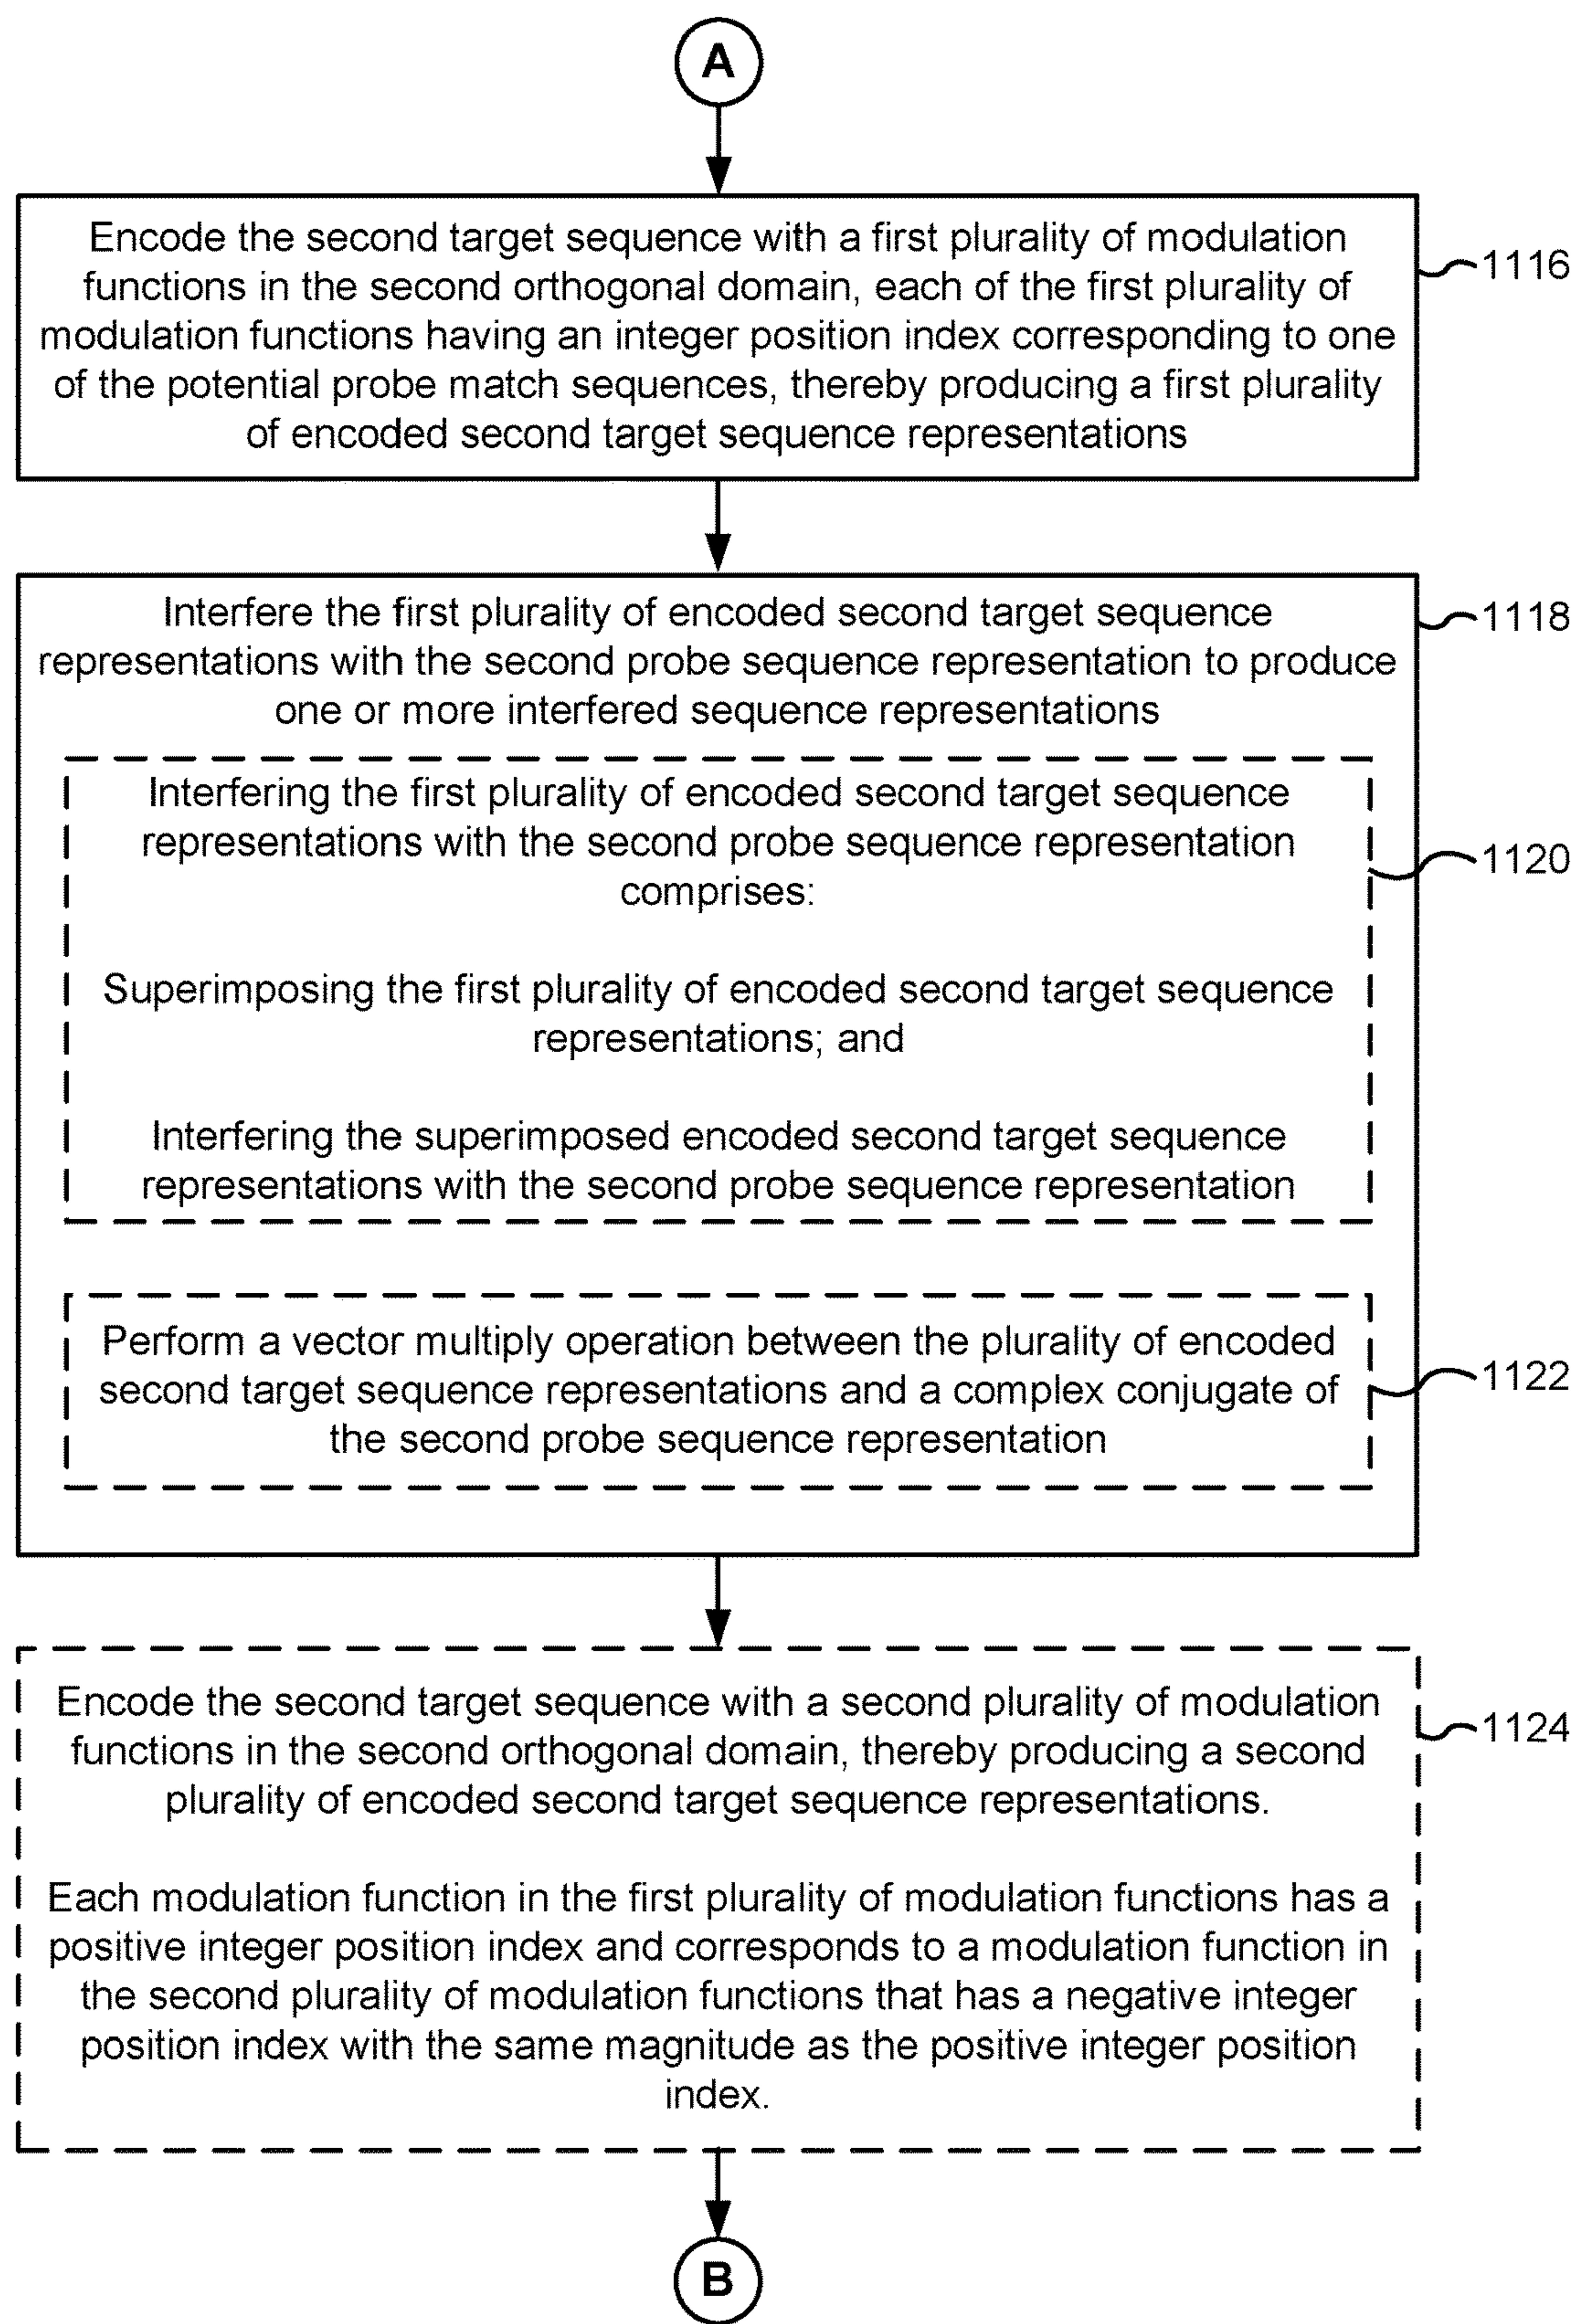 A
Encode the second target sequence with a first plurality of modulation
functions in the second orthogonal domain, each of the first plurality of
modulation functions having an integer position index corresponding to one
of the potential probe match sequences, thereby producing a first plurality
of encoded second target sequence representations
1116
Interfere the first plurality of encoded second target sequence
representations with the second probe sequence representation to produce
one or more interfered sequence representations
1118
Interfering the first plurality of encoded second target sequence
representations with the second probe sequence representation
comprises:
Superimposing the first plurality of encoded second target sequence
representations; and
Interfering the superimposed encoded second target sequence
representations with the second probe sequence representation
1120
Perform a vector multiply operation between the plurality of encoded
second target sequence representations and a complex conjugate of
the second probe sequence representation
1122
Encode the second target sequence with a second plurality of modulation
functions in the second orthogonal domain, thereby producing a second
plurality of encoded second target sequence representations.
Each modulation function in the first plurality of modulation functions has a
positive integer position index and corresponds to a modulation function in
the second plurality of modulation functions that has a negative integer
position index with the same magnitude as the positive integer position
index.
1124
B